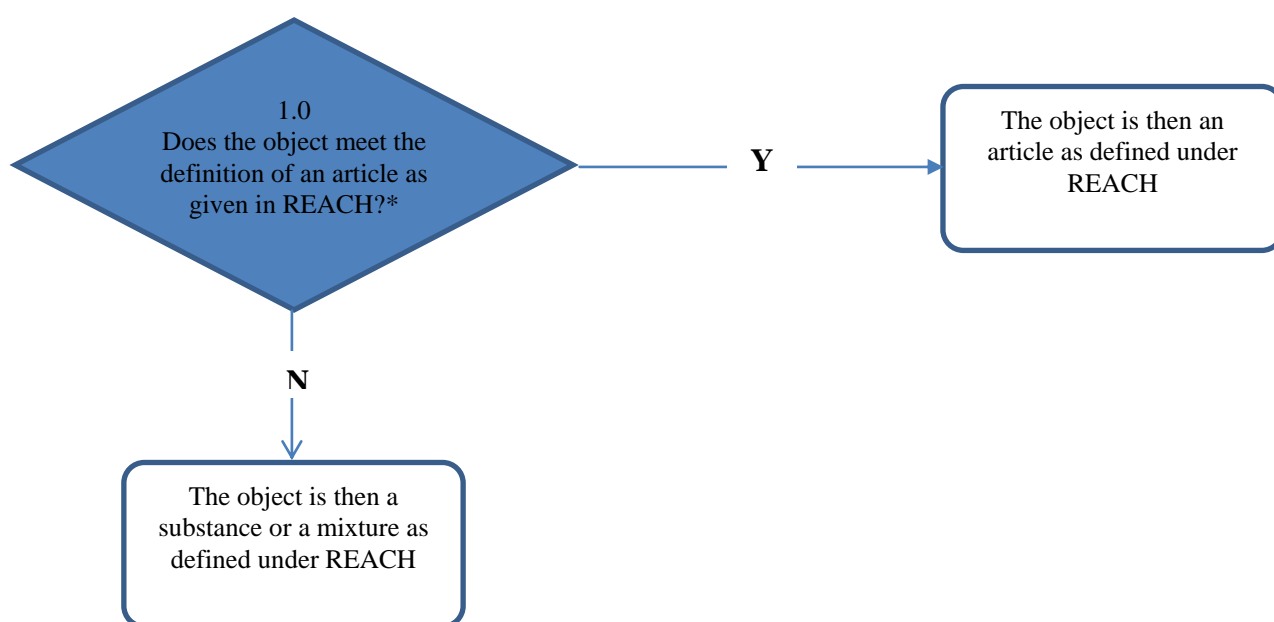 1.0
Does the object meet the
definition of an article as
given in REACH?*
Y
The object is then an
article as defined under
REACH
N
The object is then a
substance or a mixture as
defined under REACH